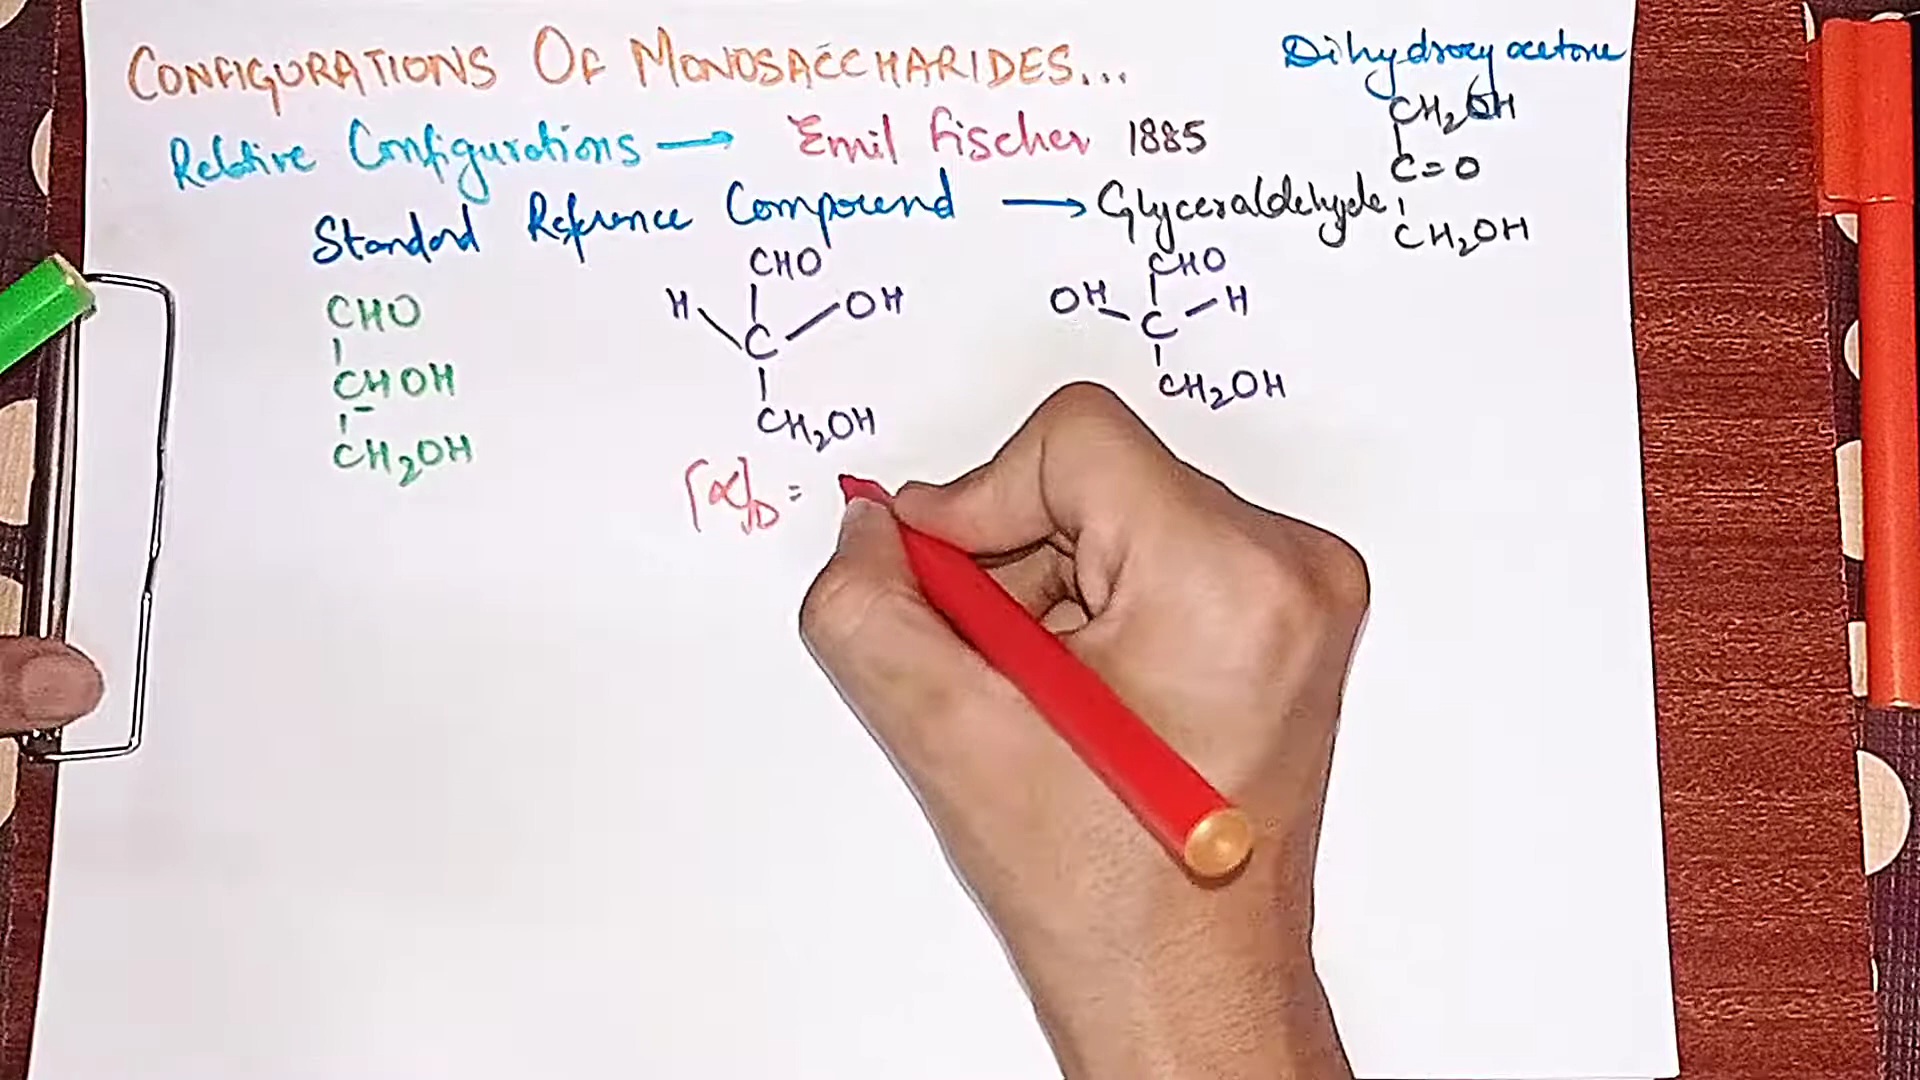 CONFIGURATIONS OF MONOSACCHARIDES...
Dihydroxy acetone
CH2OH
C=O
CH2OH
Relative Configurations → Emil Fischer 1885
Standard Reference Compound → Glyceraldehyde
CHO
CHOH
CH2OH
CHO
H C OH
CH2OH
CHO
OH C H
CH2OH
[α]D =